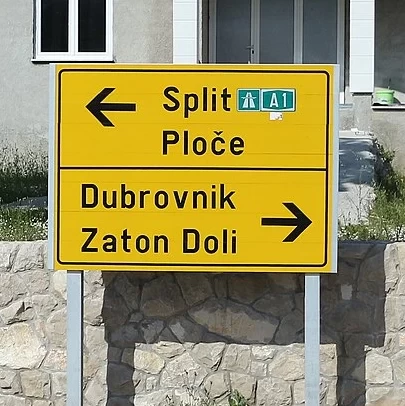 Split A1
Ploče
Dubrovnik
Zaton Doli